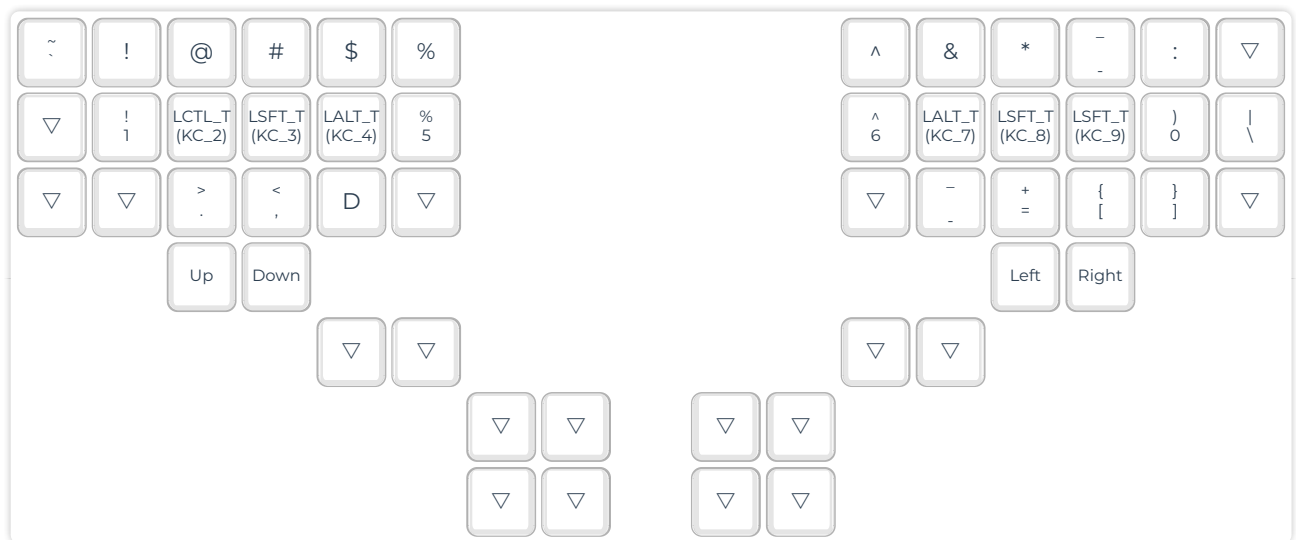 ~ ! @ # $ % ^ & * _ : ▽
` -
▽ ! LCTL_T LSFT_T LALT_T % ^ LALT_T LSFT_T LSFT_T ) |
1 (KC_2) (KC_3) (KC_4) 5 6 (KC_7) (KC_8) (KC_9) 0 \
▽ ▽ > < D ▽ ▽ _ + { } ▽
. , - = [ ]
Up Down Left Right
▽ ▽ ▽ ▽
▽ ▽ ▽ ▽
▽ ▽ ▽ ▽